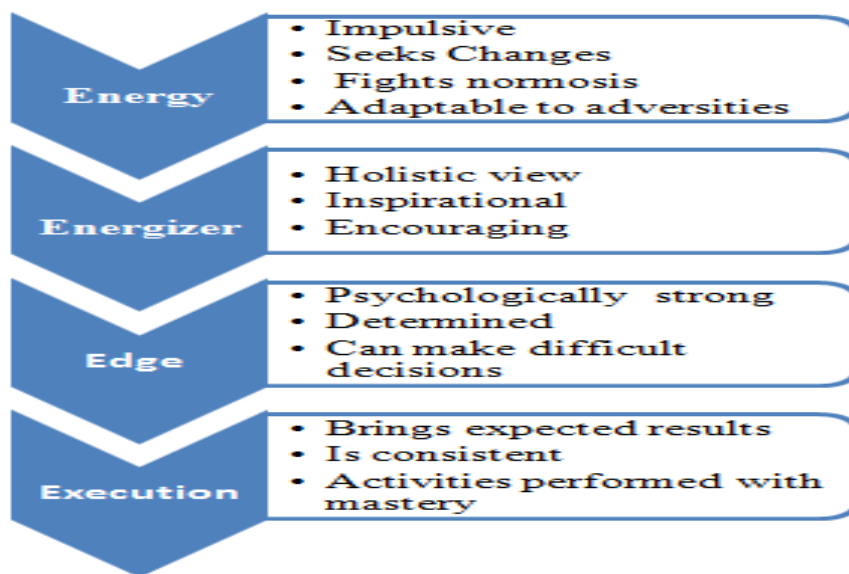 Energy
• Impulsive
• Seeks Changes
• Fights normosis
• Adaptable to adversities
Energizer
• Holistic view
• Inspirational
• Encouraging
Edge
• Psychologically strong
• Determined
• Can make difficult
decisions
Execution
• Brings expected results
• Is consistent
• Activities performed with
mastery